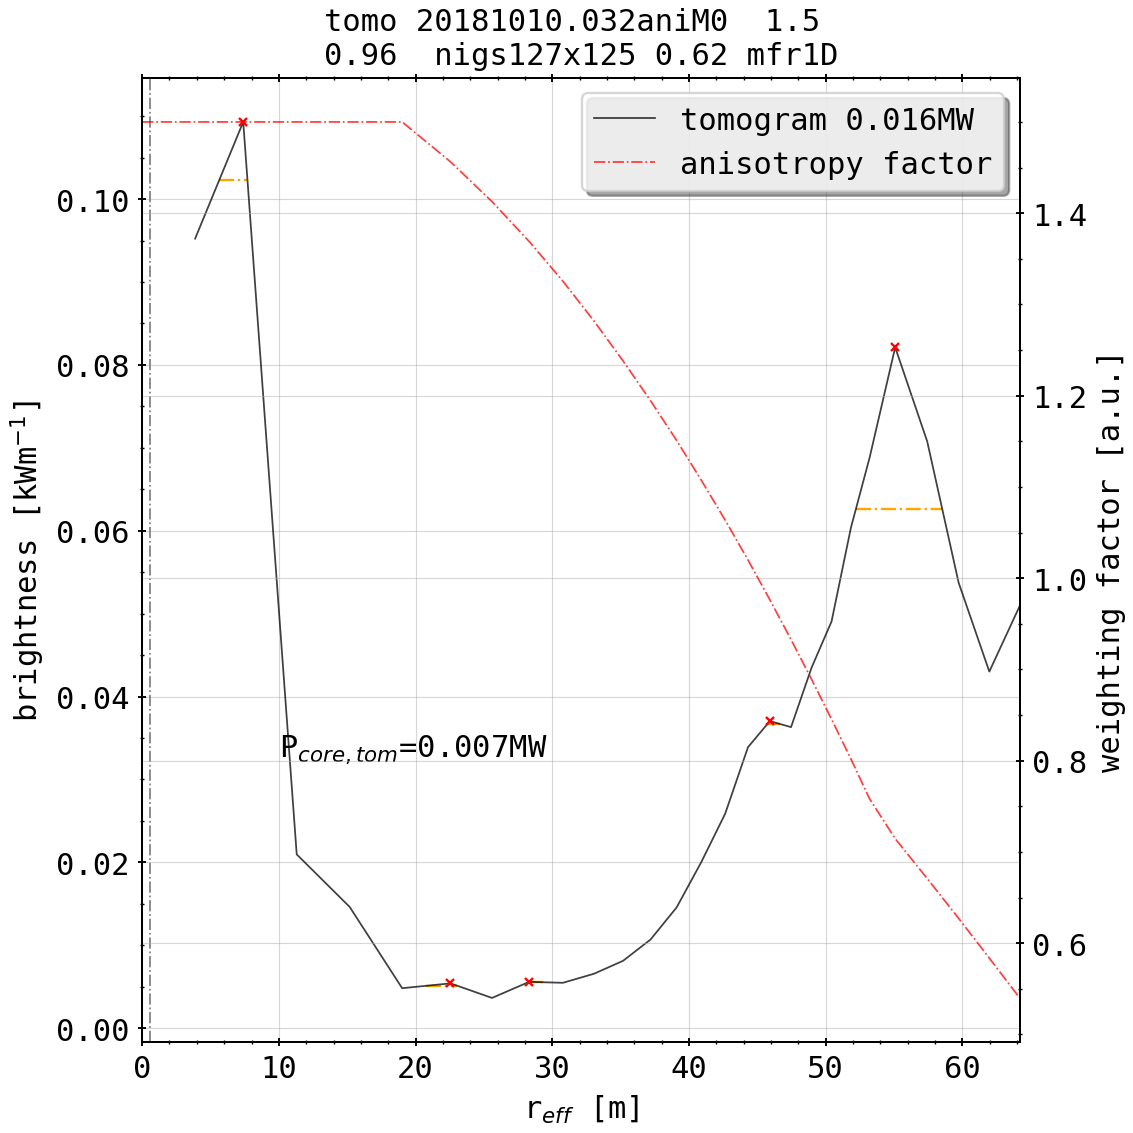 tomo 20181010.032aniM0  1.5
0.96  nigs127x125 0.62 mfr1D
tomogram 0.016MW
anisotropy factor
0.10
0.08
0.06
0.04
0.02
0.00
brightness [kWm⁻¹]
P_core,tom=0.007MW
1.4
1.2
1.0
0.8
0.6
weighting factor [a.u.]
0 10 20 30 40 50 60
r_eff [m]